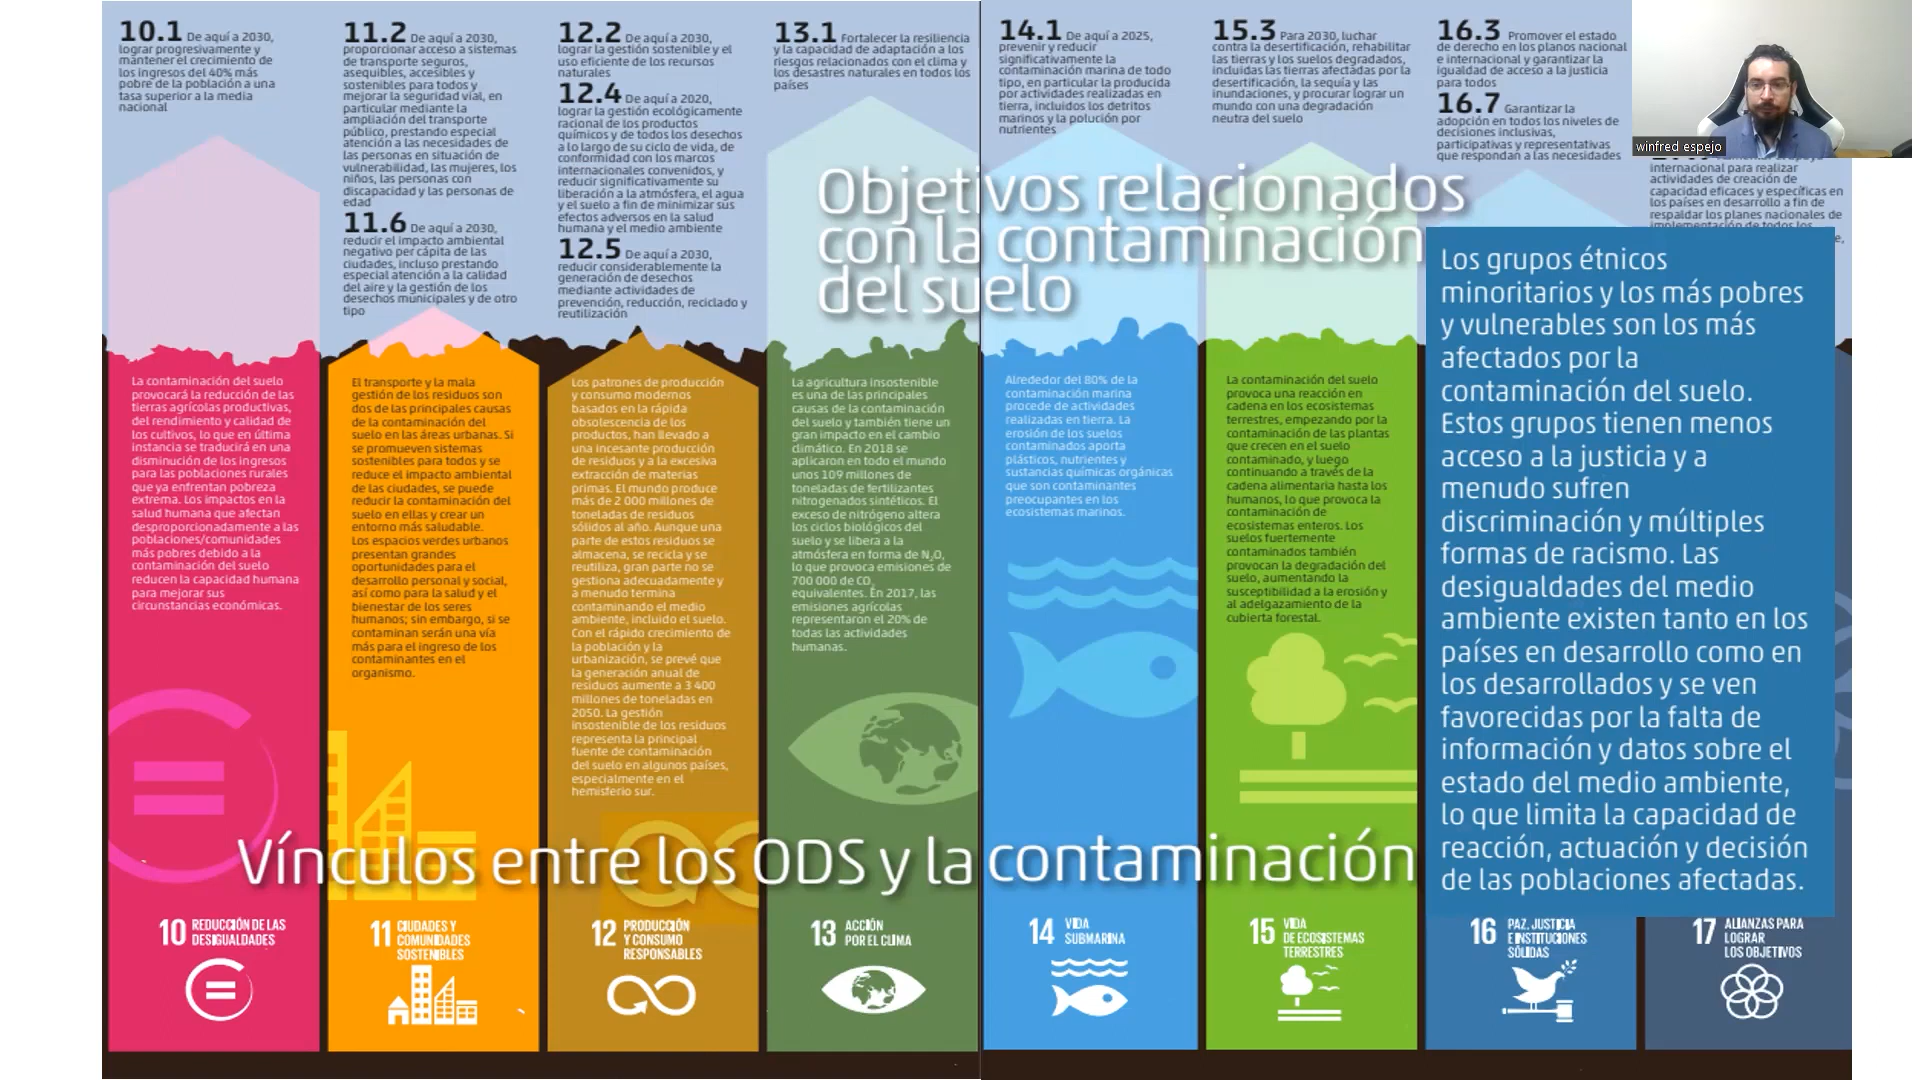 10.1 De aquí a 2030,
lograr progresivamente y
mantener el crecimiento de
los ingresos del 40% más
pobre de la población a una
tasa superior a la media
nacional
11.2 De aquí a 2030,
proporcionar acceso a sistemas
de transporte seguros,
asequibles, accesibles y
sostenibles para todos y
mejorar la seguridad vial, en
particular mediante la
ampliación del transporte
público, prestando especial
atención a las necesidades de
las personas en situación de
vulnerabilidad, las mujeres, los
niños, las personas con
discapacidad y las personas de
edad
11.6 De aquí a 2030,
reducir el impacto ambiental
negativo per cápita de las
ciudades, incluso prestando
especial atención a la calidad
del aire y la gestión de los
desechos municipales y de otro
tipo
12.2 De aquí a 2030,
lograr la gestión sostenible y el
uso eficiente de los recursos
naturales
12.4 De aquí a 2020,
lograr la gestión ecológicamente
racional de los productos
químicos y de todos los desechos
a lo largo de su ciclo de vida, de
conformidad con los marcos
internacionales convenidos, y
reducir significativamente su
liberación a la atmósfera, el agua
y el suelo a fin de minimizar sus
efectos adversos en la salud
humana y el medio ambiente
12.5 De aquí a 2030,
reducir considerablemente la
generación de desechos
mediante actividades de
prevención, reducción, reciclado y
reutilización
13.1 Fortalecer la resiliencia
y la capacidad de adaptación a los
riesgos relacionados con el clima y
los desastres naturales en todos los
países
14.1 De aquí a 2025,
prevenir y reducir
significativamente la
contaminación marina de todo
tipo, en particular la producida
por actividades realizadas en
tierra, incluidos los detritos
marinos y la polución por
nutrientes
15.3 Para 2030, luchar
contra la desertificación, rehabilitar
las tierras y los suelos degradados,
incluidas las tierras afectadas por la
desertificación, la sequía y las
inundaciones, y procurar lograr un
mundo con una degradación
neutra del suelo
16.3 Promover el estado
de derecho en los planos nacional
e internacional y garantizar la
igualdad de acceso a la justicia
para todos
16.7 Garantizar la
adopción en todos los niveles de
decisiones inclusivas,
participativas y representativas
que respondan a las necesidades
winfred espejo
internacional para realizar
actividades de creación de
capacidad eficaces y específicas en
los países en desarrollo a fin de
respaldar los planes nacionales de
implementación de todos los
Objetivos relacionados
con la contaminación
del suelo
La contaminación del suelo
provocará la reducción de las
tierras agrícolas productivas,
del rendimiento y calidad de
los cultivos, lo que en última
instancia se traducirá en una
disminución de los ingresos
para las poblaciones rurales
que ya enfrentan pobreza
extrema. Los impactos en la
salud humana que afectan
desproporcionadamente a las
poblaciones/comunidades
más pobres debido a la
contaminación del suelo
reducen la capacidad humana
para mejorar sus
circunstancias económicas.
El transporte y la mala
gestión de los residuos son
dos de las principales causas
de la contaminación del
suelo en las áreas urbanas. Si
se promueven sistemas
sostenibles para todos y se
reduce el impacto ambiental
de las ciudades, se puede
reducir la contaminación del
suelo en ellas y crear un
entorno más saludable.
Los espacios verdes urbanos
presentan grandes
oportunidades para el
desarrollo personal y social,
así como para la salud y el
bienestar de los seres
humanos; sin embargo, si se
contaminan serán una vía
más para el ingreso de los
contaminantes en el
organismo.
Los patrones de producción
y consumo modernos
basados en la rápida
obsolescencia de los
productos, han llevado a
una incesante producción
de residuos y a la excesiva
extracción de materias
primas. El mundo produce
más de 2 000 millones de
toneladas de residuos
sólidos al año. Aunque una
parte de estos residuos se
almacena, se recicla y se
reutiliza, gran parte no se
gestiona adecuadamente y
a menudo termina
contaminando el medio
ambiente, incluido el suelo.
Con el rápido crecimiento de
la población y la
urbanización, se prevé que
la generación anual de
residuos aumente a 3 400
millones de toneladas en
2050. La gestión
insostenible de los residuos
representa la principal
fuente de contaminación
del suelo en algunos países,
especialmente en el
hemisferio sur.
La agricultura insostenible
es una de las principales
causas de la contaminación
del suelo y también tiene un
gran impacto en el cambio
climático. En 2018 se
aplicaron en todo el mundo
unos 109 millones de
toneladas de fertilizantes
nitrogenados sintéticos. El
exceso de nitrógeno altera
los ciclos biológicos del
suelo y se libera a la
atmósfera en forma de N₂O,
lo que provoca emisiones de
700 000 de CO₂
equivalentes. En 2017, las
emisiones agrícolas
representaron el 20% de
todas las actividades
humanas.
Alrededor del 80% de la
contaminación marina
procede de actividades
realizadas en tierra. La
erosión de los suelos
contaminados aporta
plásticos, nutrientes y
sustancias químicas orgánicas
que son contaminantes
preocupantes en los
ecosistemas marinos.
La contaminación del suelo
provoca una reacción en
cadena en los ecosistemas
terrestres, empezando por la
contaminación de las plantas
que crecen en el suelo
contaminado, y luego
continuando a través de la
cadena alimentaria hasta los
humanos, lo que provoca la
contaminación de
ecosistemas enteros. Los
suelos fuertemente
contaminados también
provocan la degradación del
suelo, aumentando la
susceptibilidad a la erosión y
al adelgazamiento de la
cubierta forestal.
Los grupos étnicos
minoritarios y los más pobres
y vulnerables son los más
afectados por la
contaminación del suelo.
Estos grupos tienen menos
acceso a la justicia y a
menudo sufren
discriminación y múltiples
formas de racismo. Las
desigualdades del medio
ambiente existen tanto en los
países en desarrollo como en
los desarrollados y se ven
favorecidas por la falta de
información y datos sobre el
estado del medio ambiente,
lo que limita la capacidad de
reacción, actuación y decisión
de las poblaciones afectadas.
Vínculos entre los ODS y la contaminación
10 REDUCCIÓN DE LAS
DESIGUALDADES
11 CIUDADES Y
COMUNIDADES
SOSTENIBLES
12 PRODUCCIÓN
Y CONSUMO
RESPONSABLES
13 ACCIÓN
POR EL CLIMA
14 VIDA
SUBMARINA
15 VIDA
DE ECOSISTEMAS
TERRESTRES
16 PAZ, JUSTICIA
E INSTITUCIONES
SÓLIDAS
17 ALIANZAS PARA
LOGRAR
LOS OBJETIVOS